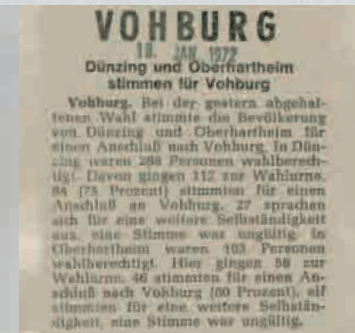 VOHBURG
18. JAN. 1972
Dünzing und Oberhartheim
stimmen für Vohburg
Vohburg. Bei der gestern abgehal-
tenen Wahl stimmte die Bevölkerung
von Dünzing und Oberhartheim für
einen Anschluß nach Vohburg. In Dün-
zing waren 288 Personen wahlberech-
tigt. Davon gingen 112 zur Wahlurne.
84 (75 Prozent) stimmten für einen
Anschluß an Vohburg, 27 sprachen
sich für eine weitere Selbständigkeit
aus, eine Stimme war ungültig. In
Oberhartheim waren 103 Personen
wahlberechtigt. Hier gingen 58 zur
Wahlurne. 46 stimmten für einen An-
schluß nach Vohburg (80 Prozent), elf
stimmten für eine weitere Selbstän-
digkeit, eine Stimme war ungültig.